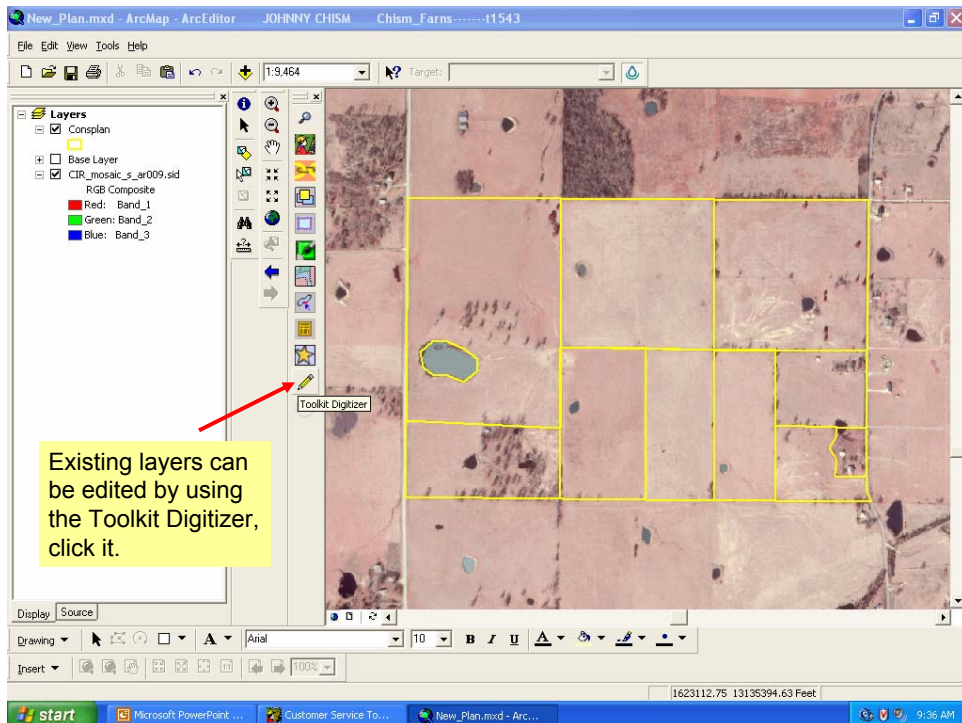 New_Plan.mxd - ArcMap - ArcEditor JOHNNY CHISM Chism_Farns-------t1543
File Edit View Tools Help
1:9,464 Target:
Layers
Consplan
Base Layer
CIR_mosaic_s_ar009.sid
RGB Composite
Red: Band_1
Green: Band_2
Blue: Band_3
Toolkit Digitizer
Existing layers can
be edited by using
the Toolkit Digitizer,
click it.
Display Source
Drawing A Arial 10 B I U A
Insert 100%
1623112.75 13135394.63 Feet
start Microsoft PowerPoint ... Customer Service To... New_Plan.mxd - Arc... 9:36 AM